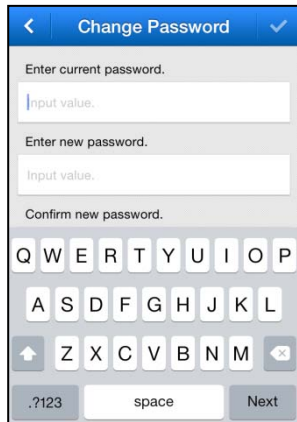 Change Password
Enter current password.
Input value.
Enter new password.
Input value.
Confirm new password.
Q W E R T Y U I O P
A S D F G H J K L
Z X C V B N M
.?123 space Next